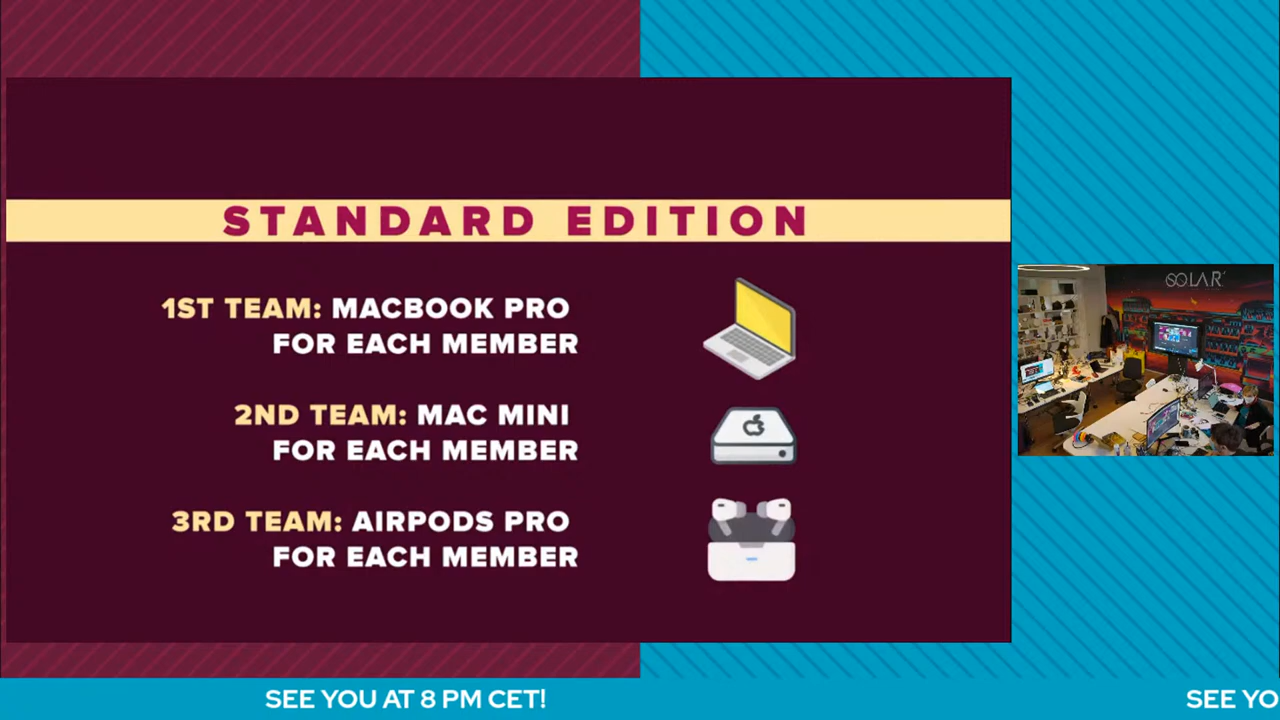 STANDARD EDITION
1ST TEAM: MACBOOK PRO
FOR EACH MEMBER
2ND TEAM: MAC MINI
FOR EACH MEMBER
3RD TEAM: AIRPODS PRO
FOR EACH MEMBER
SOLAR
SEE YOU AT 8 PM CET!
SEE YO